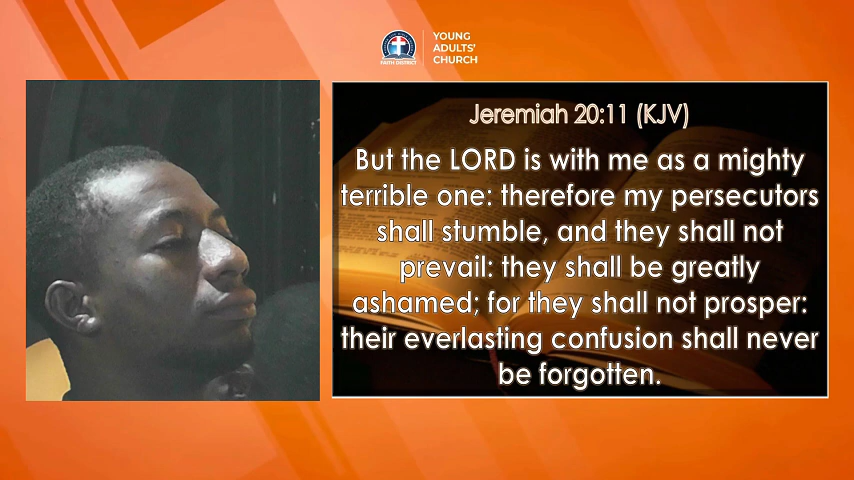 YOUNG
ADULTS'
CHURCH
FAITH DISTRICT
Jeremiah 20:11 (KJV)
But the LORD is with me as a mighty
terrible one: therefore my persecutors
shall stumble, and they shall not
prevail: they shall be greatly
ashamed; for they shall not prosper:
their everlasting confusion shall never
be forgotten.